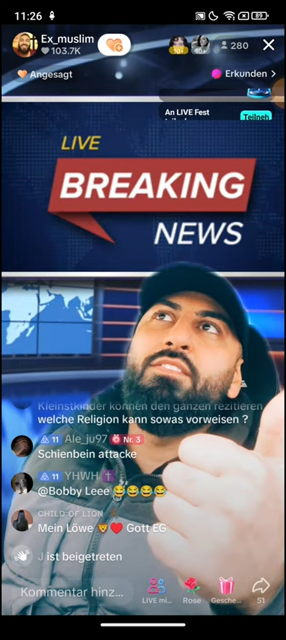 11:26
89
Ex_muslim
103.7K
280
Angesagt
Erkunden >
An LIVE Fest
Teilneh
LIVE
BREAKING
NEWS
Kleinstkinder können den ganzen rezitieren
welche Religion kann sowas vorweisen ?
11 Ale_ju97 Nr. 3
Schienbein attacke
11 YHWH
@Bobby Leee 😂😂😂😂
CHILD OF LION
Mein Löwe 🦁❤️ Gott EG
J ist beigetreten
Kommentar hinz...
LIVE mi...
Rose
Gesche...
51